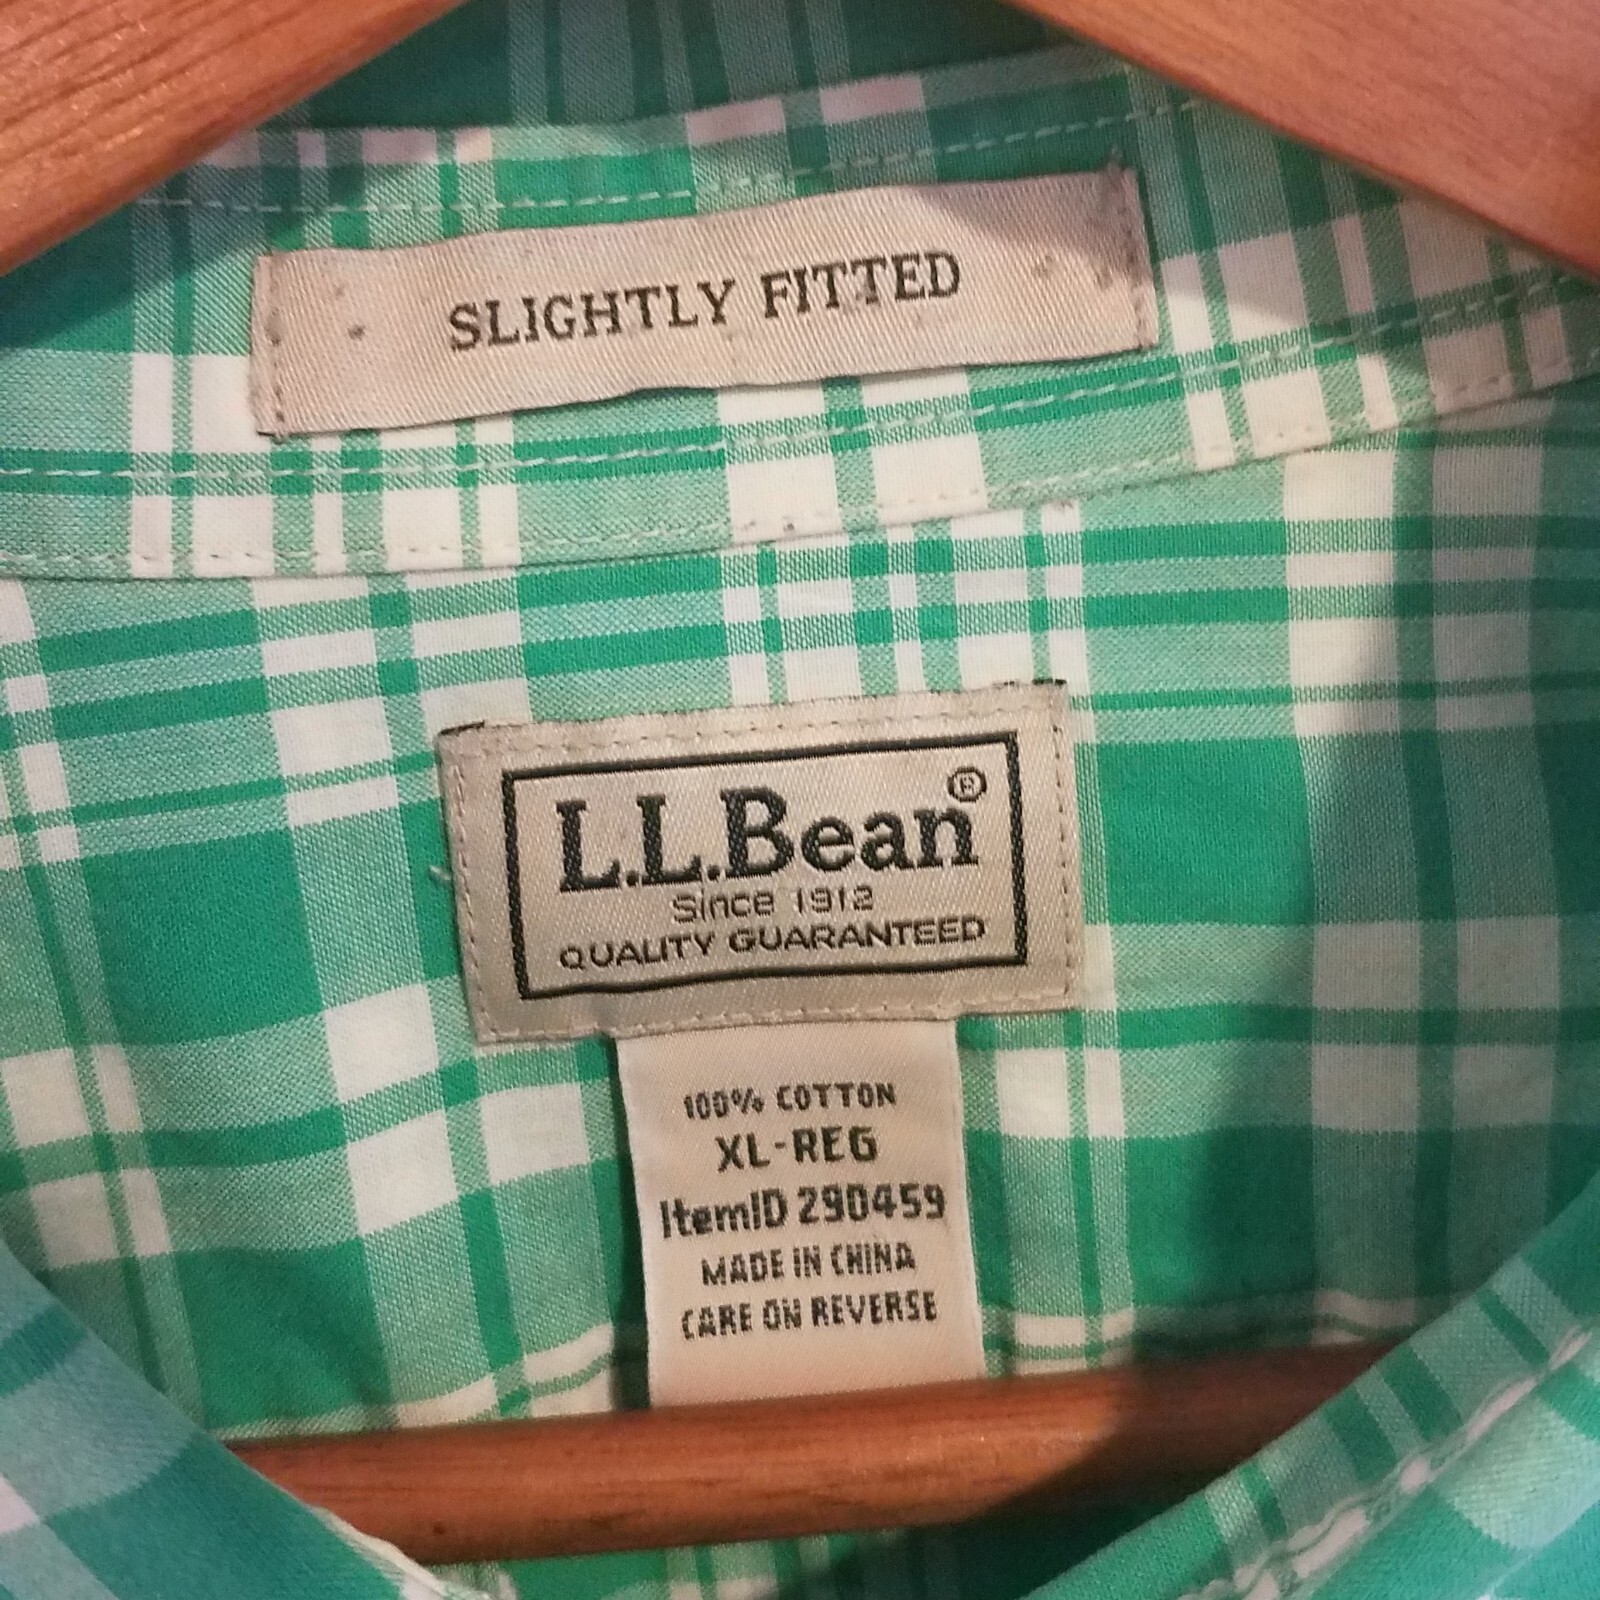 SLIGHTLY FITTED
L.L.Bean®
Since 1912
QUALITY GUARANTEED
100% COTTON
XL-REG
ItemID 290459
MADE IN CHINA
CARE ON REVERSE